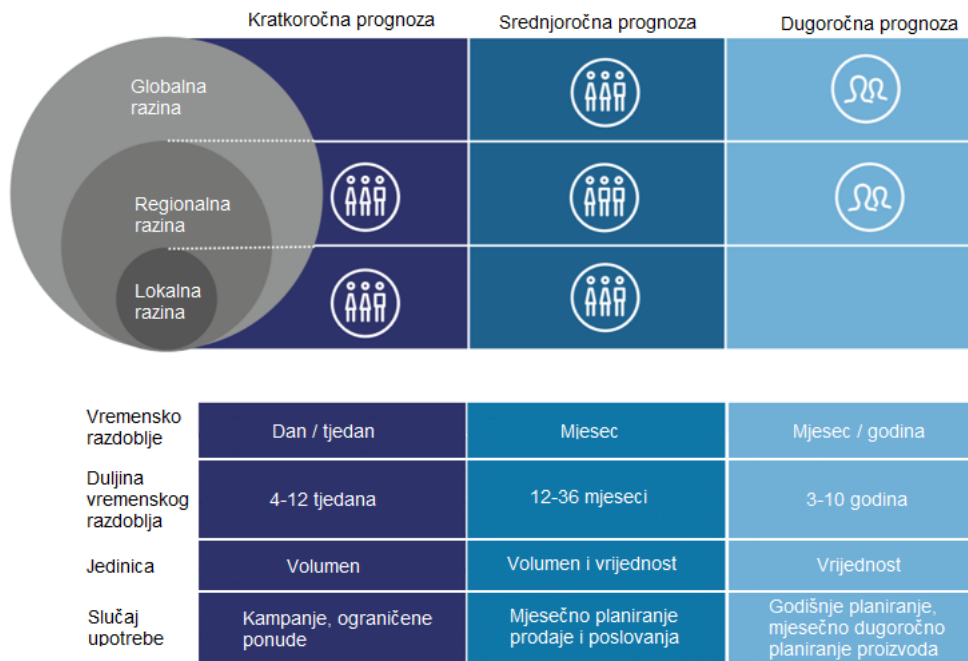 Kratkoročna prognoza
Srednjoročna prognoza
Dugoročna prognoza
Globalna
razina
Regionalna
razina
Lokalna
razina
Vremensko
razdoblje
Dan / tjedan
Mjesec
Mjesec / godina
Duljina
vremenskog
razdoblja
4-12 tjedana
12-36 mjeseci
3-10 godina
Jedinica
Volumen
Volumen i vrijednost
Vrijednost
Slučaj
upotrebe
Kampanje, ograničene
ponude
Mjesečno planiranje
prodaje i poslovanja
Godišnje planiranje,
mjesečno dugoročno
planiranje proizvoda